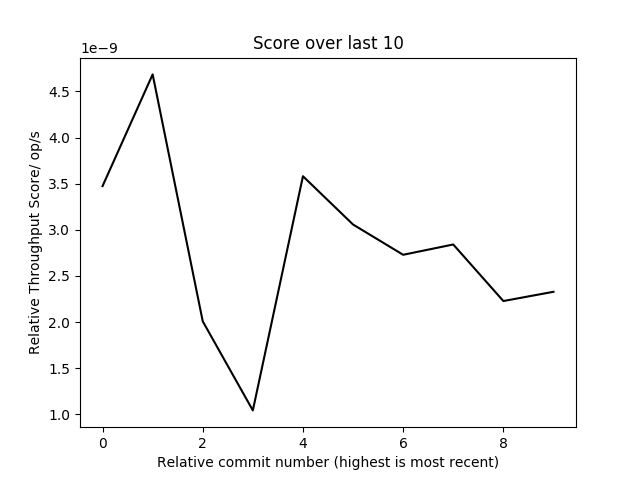 Score over last 10
1e−9
4.5
4.0
3.5
3.0
2.5
2.0
1.5
1.0
Relative Throughput Score/ op/s
0 2 4 6 8
Relative commit number (highest is most recent)